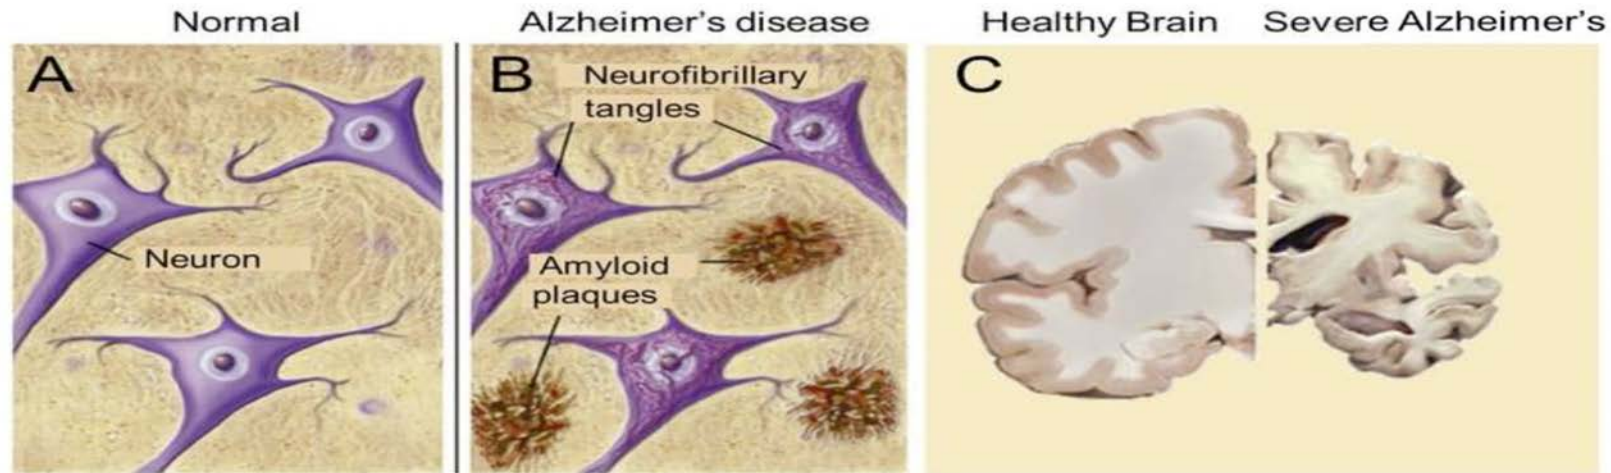 Normal
Alzheimer's disease
Healthy Brain
Severe Alzheimer's
A
Neuron
B
Neurofibrillary
tangles
Amyloid
plaques
C